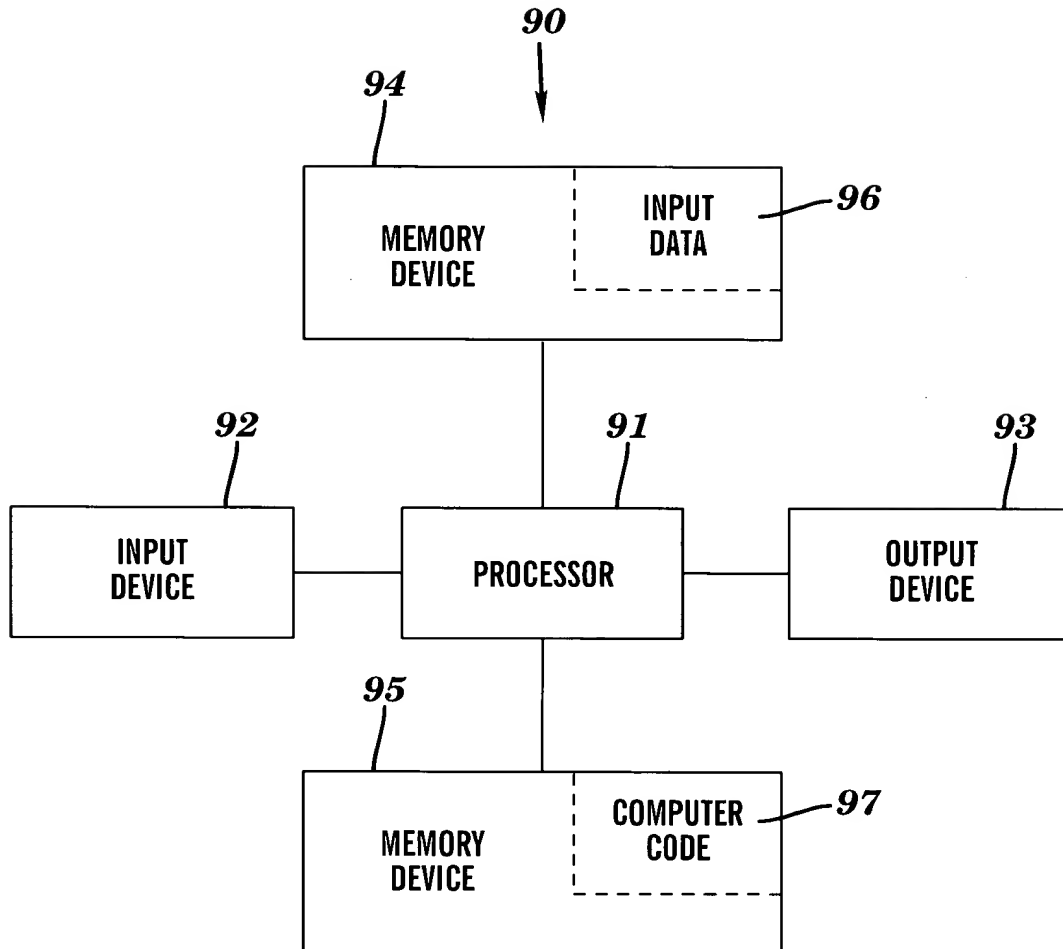 90
94
INPUT
DATA
96
MEMORY
DEVICE
92
91
93
INPUT
DEVICE
PROCESSOR
OUTPUT
DEVICE
95
COMPUTER
CODE
97
MEMORY
DEVICE